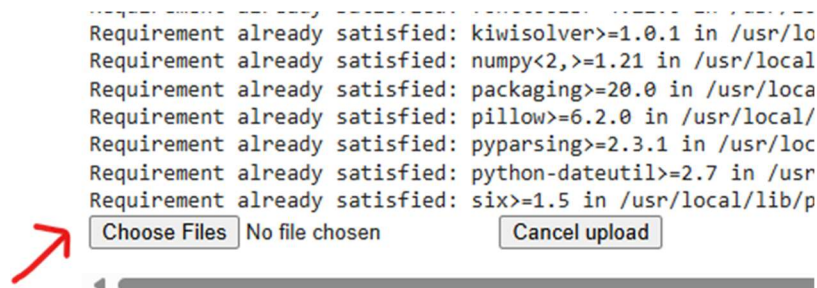 Requirement already satisfied: kiwisolver>=1.0.1 in /usr/lo
Requirement already satisfied: numpy<2,>=1.21 in /usr/local
Requirement already satisfied: packaging>=20.0 in /usr/loca
Requirement already satisfied: pillow>=6.2.0 in /usr/local/
Requirement already satisfied: pyparsing>=2.3.1 in /usr/loc
Requirement already satisfied: python-dateutil>=2.7 in /usr
Requirement already satisfied: six>=1.5 in /usr/local/lib/p
Choose Files No file chosen Cancel upload